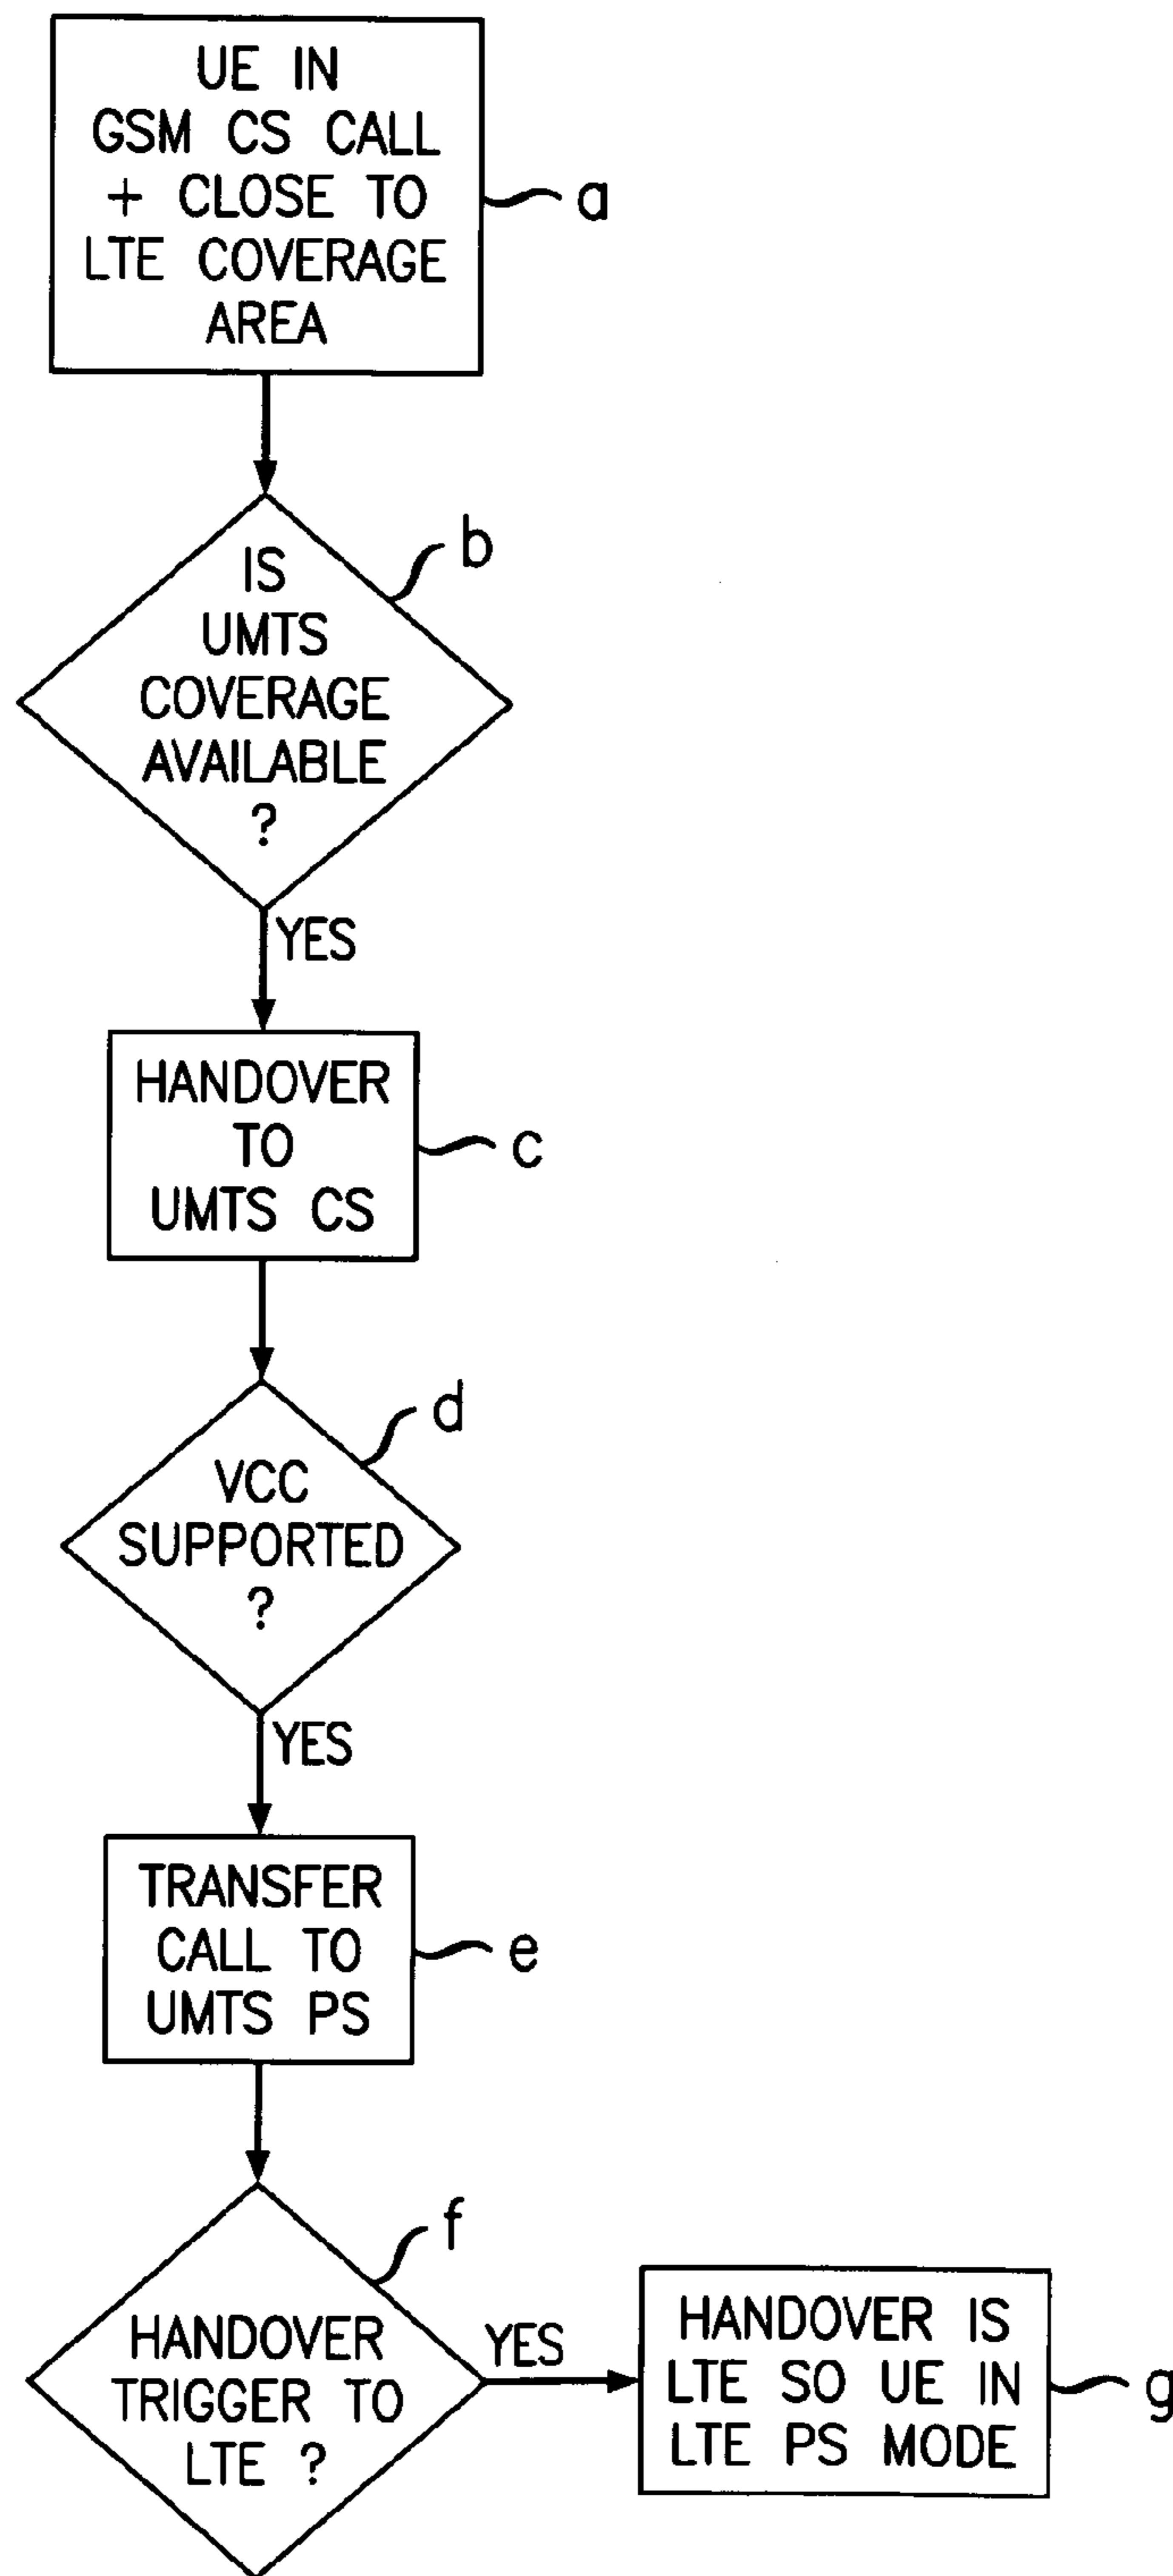 UE IN
GSM CS CALL
+ CLOSE TO
LTE COVERAGE
AREA
a
IS
UMTS
COVERAGE
AVAILABLE
?
b
YES
HANDOVER
TO
UMTS CS
c
VCC
SUPPORTED
?
d
YES
TRANSFER
CALL TO
UMTS PS
e
HANDOVER
TRIGGER TO
LTE ?
f
YES
HANDOVER IS
LTE SO UE IN
LTE PS MODE
g